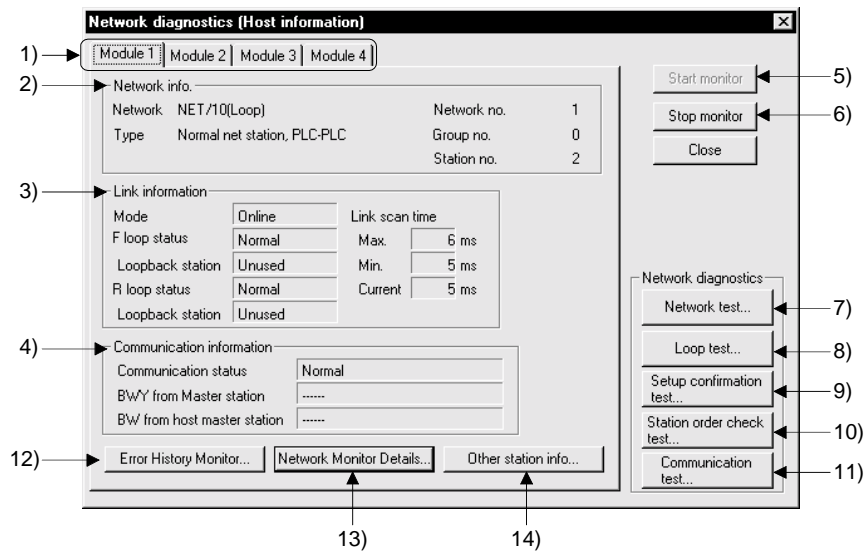 Network diagnostics (Host information)
1)
Module 1 Module 2 Module 3 Module 4
2)
Network info.
Network NET/10(Loop) Network no. 1
Type Normal net station, PLC-PLC Group no. 0
Station no. 2
Start monitor 5)
Stop monitor 6)
Close
3)
Link information
Mode Online Link scan time
F loop status Normal Max. 6 ms
Loopback station Unused Min. 5 ms
R loop status Normal Current 5 ms
Loopback station Unused
4)
Communication information
Communication status Normal
BWY from Master station ------
BW from host master station ------
Network diagnostics
Network test... 7)
Loop test... 8)
Setup confirmation
test...
9)
Station order check
test...
10)
Communication
test...
11)
12)
Error History Monitor... Network Monitor Details... Other station info...
13) 14)